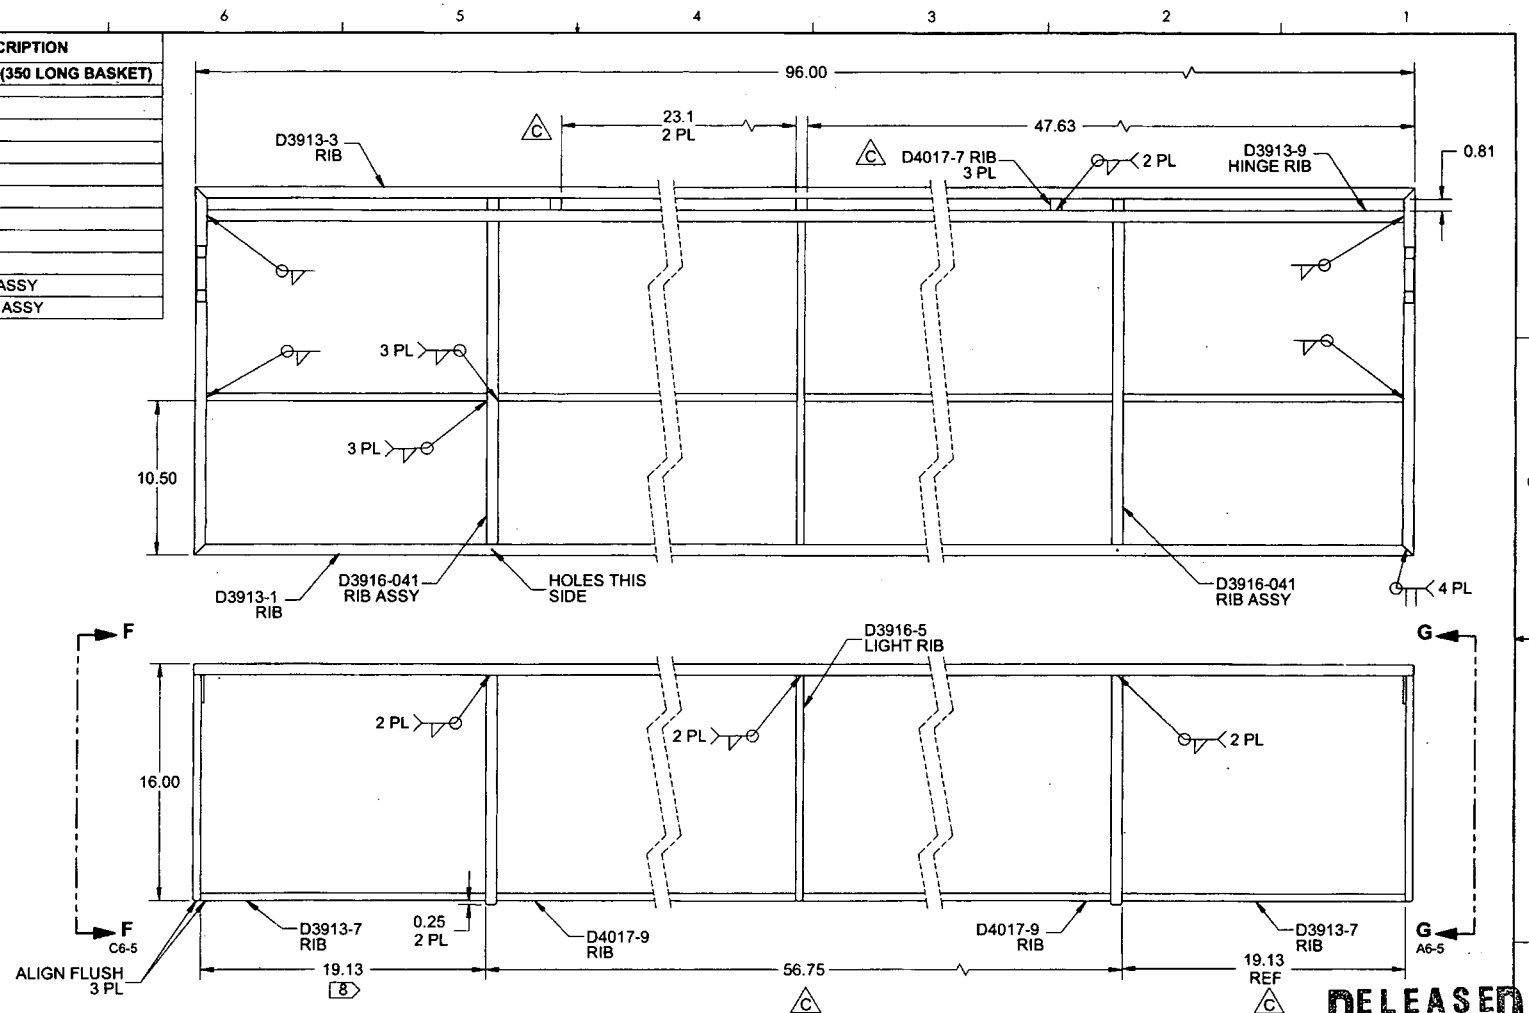 6 5 4 3 2 1
CRIPTION
(350 LONG BASKET)
ASSY
ASSY
96.00
23.1
2 PL
47.63
C
C
D3913-3
RIB
D4017-7 RIB
3 PL
2 PL
D3913-9
HINGE RIB
0.81
3 PL
3 PL
10.50
D3913-1
RIB
D3916-041
RIB ASSY
HOLES THIS
SIDE
D3916-041
RIB ASSY
4 PL
F
G
D3916-5
LIGHT RIB
2 PL
2 PL
2 PL
16.00
F
C6-5
ALIGN FLUSH
3 PL
D3913-7
RIB
0.25
2 PL
D4017-9
RIB
D4017-9
RIB
D3913-7
RIB
G
A6-5
19.13
8
56.75
C
19.13
REF
C
RELEASED